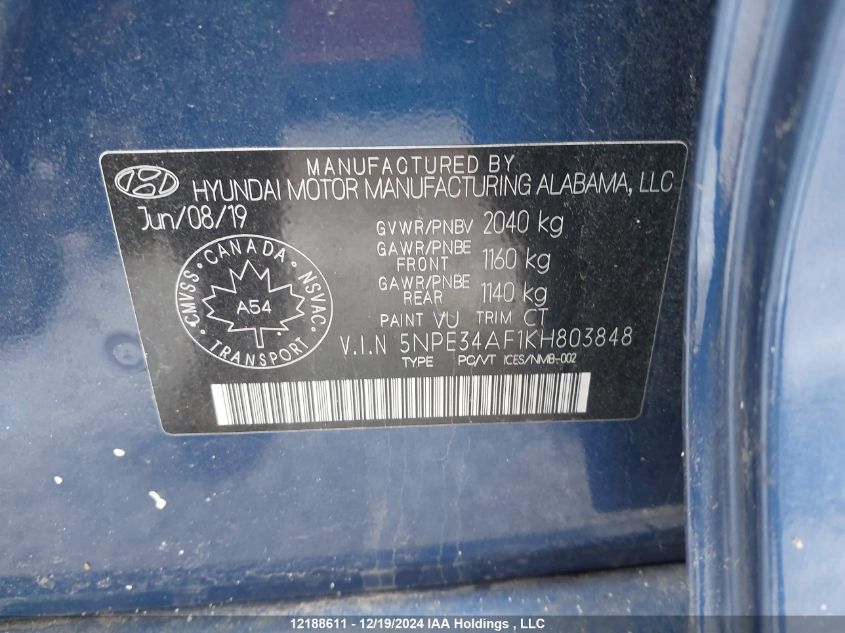 MANUFACTURED BY
HYUNDAI MOTOR MANUFACTURING ALABAMA, LLC
Jun/08/19
GVWR/PNBV 2040 kg
GAWR/PNBE
FRONT 1160 kg
GAWR/PNBE
REAR 1140 kg
PAINT VU TRIM CT
CMVSS • CANADA • NSVAC • TRANSPORT •
A54
V.I.N 5NPE34AF1KH803848
TYPE PC/VT ICES/NMB-002
12188611 - 12/19/2024 IAA Holdings , LLC